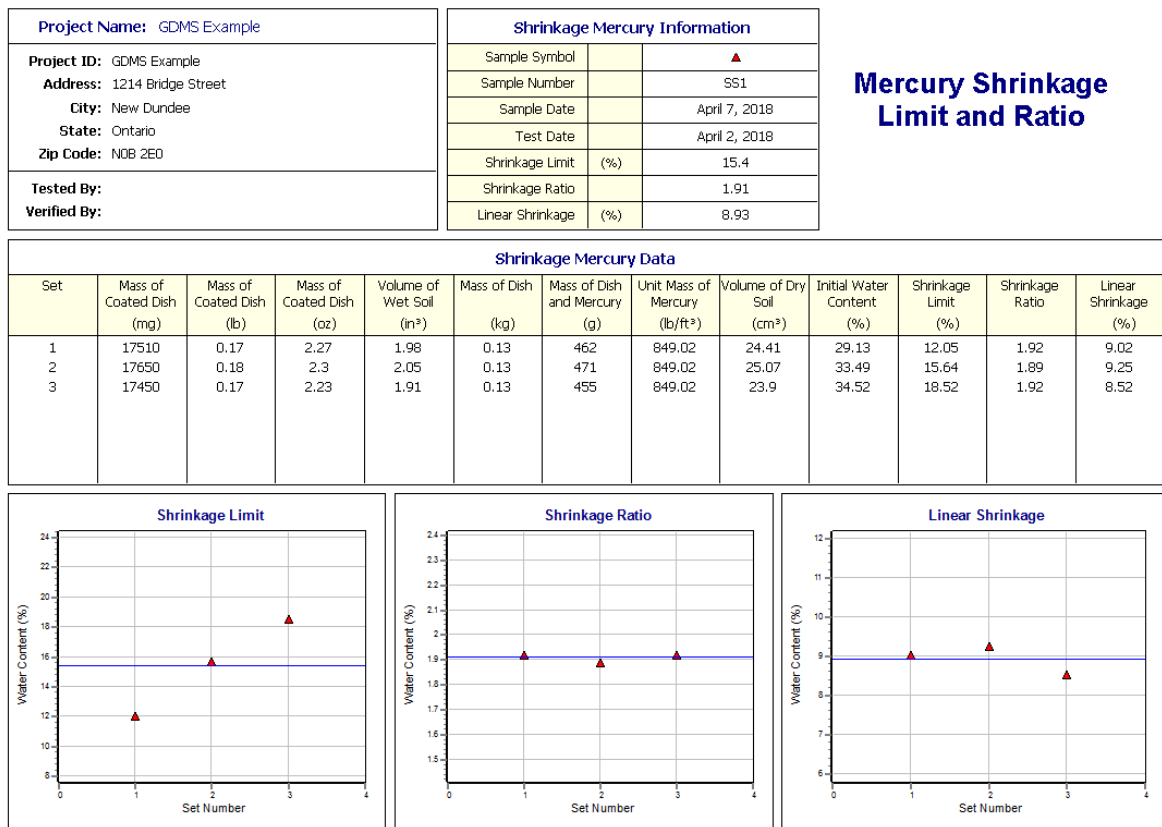 Project Name: GDMS Example
Project ID: GDMS Example
Address: 1214 Bridge Street
City: New Dundee
State: Ontario
Zip Code: N0B 2E0
Tested By:
Verified By:
Shrinkage Mercury Information
Sample Symbol
Sample Number SS1
Sample Date April 7, 2018
Test Date April 2, 2018
Shrinkage Limit (%) 15.4
Shrinkage Ratio 1.91
Linear Shrinkage (%) 8.93
Mercury Shrinkage
Limit and Ratio
Shrinkage Mercury Data
Set Mass of Coated Dish (mg) Mass of Coated Dish (lb) Mass of Coated Dish (oz) Volume of Wet Soil (in³) Mass of Dish (kg) Mass of Dish and Mercury (g) Unit Mass of Mercury (lb/ft³) Volume of Dry Soil (cm³) Initial Water Content (%) Shrinkage Limit (%) Shrinkage Ratio Linear Shrinkage (%)
1 17510 0.17 2.27 1.98 0.13 462 849.02 24.41 29.13 12.05 1.92 9.02
2 17650 0.18 2.3 2.05 0.13 471 849.02 25.07 33.49 15.64 1.89 9.25
3 17450 0.17 2.23 1.91 0.13 455 849.02 23.9 34.52 18.52 1.92 8.52
Shrinkage Limit
Water Content (%)
24
22
20
18
16
14
12
10
8
0 1 2 3 4
Set Number
Shrinkage Ratio
Water Content (%)
2.4
2.3
2.2
2.1
2
1.9
1.8
1.7
1.6
1.5
0 1 2 3 4
Set Number
Linear Shrinkage
Water Content (%)
12
11
10
9
8
7
6
0 1 2 3 4
Set Number